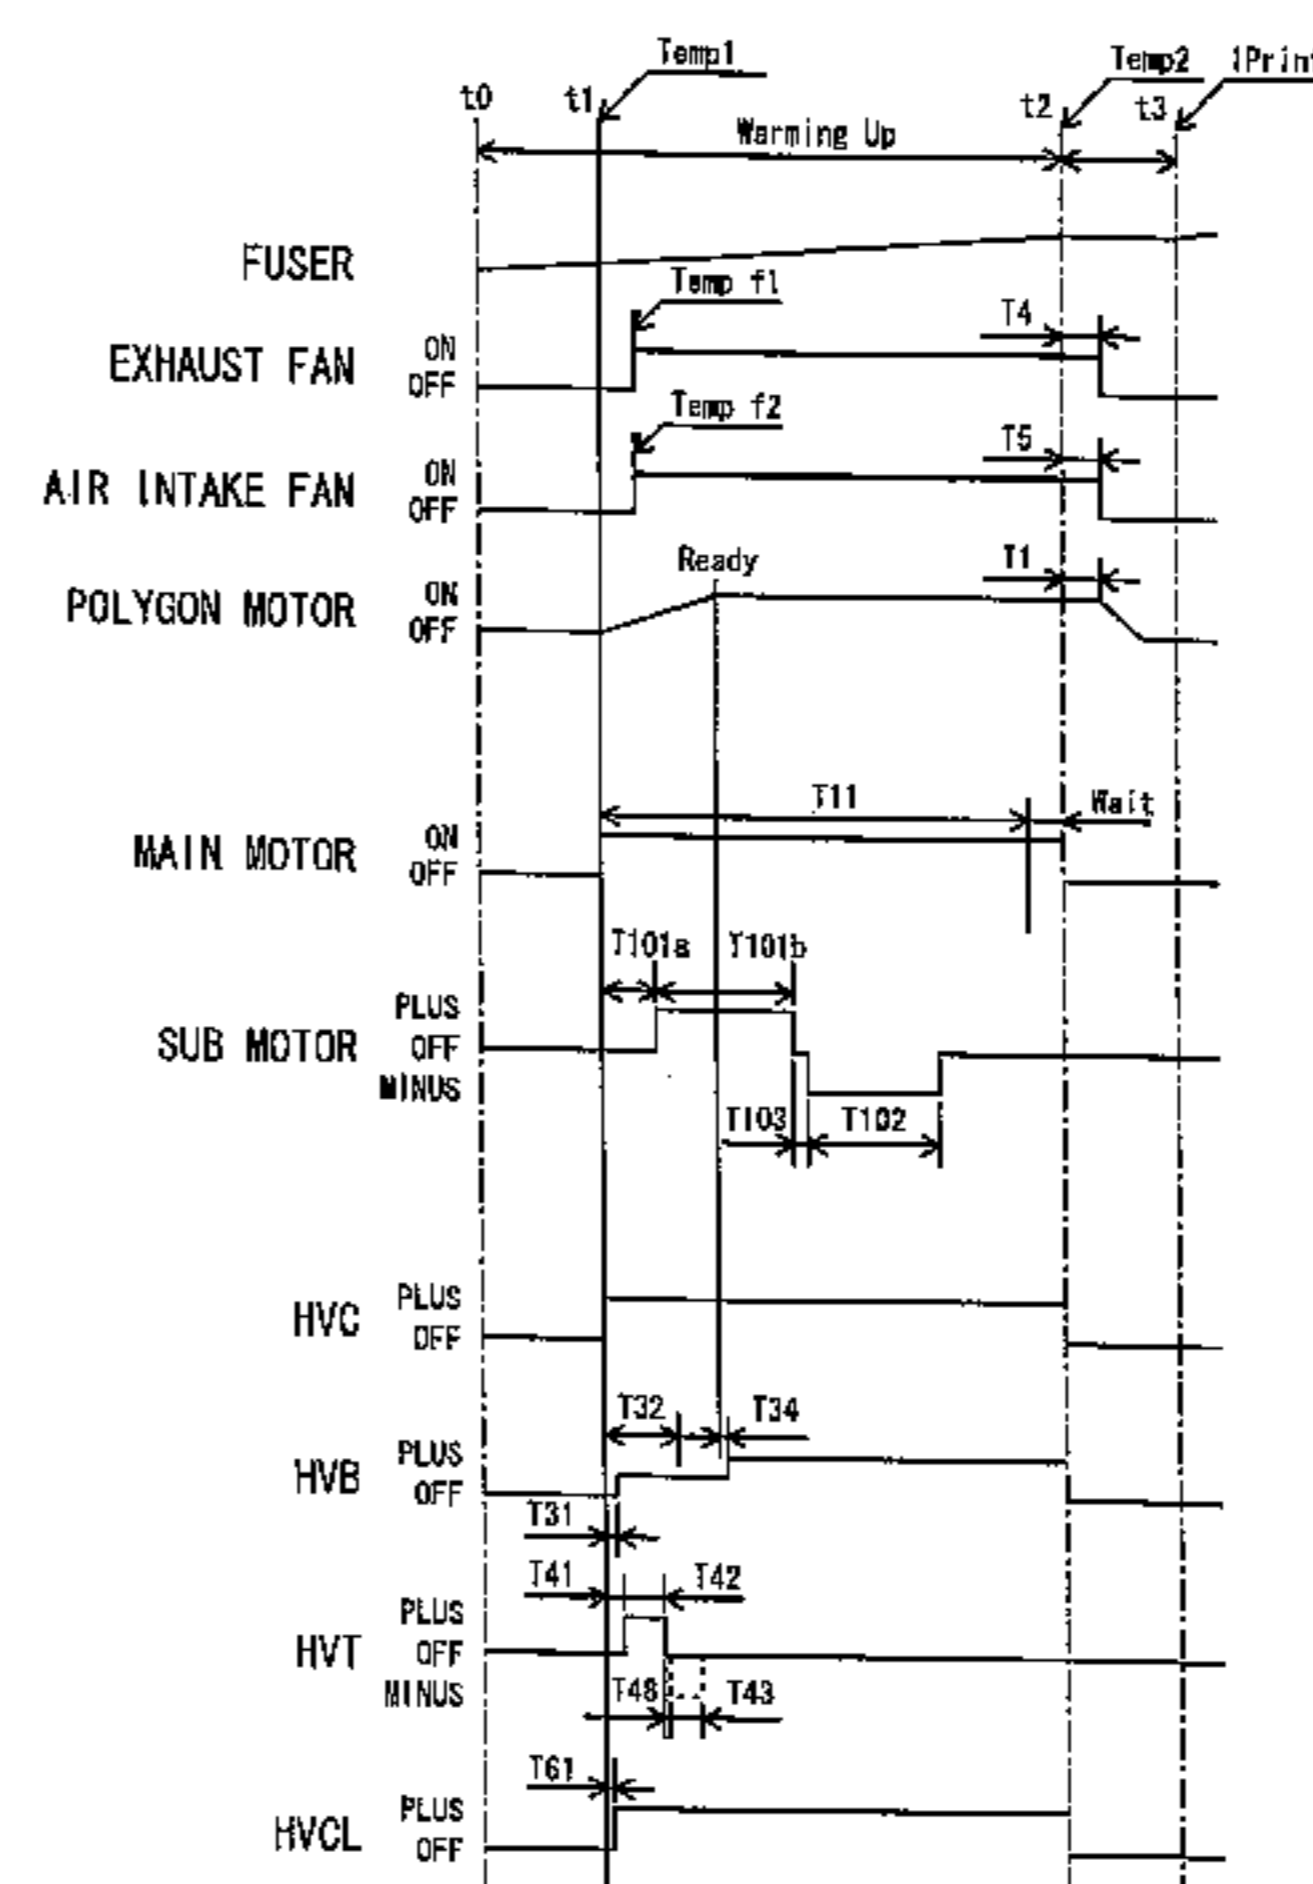 Temp1
Temp2
1Print
t0
t1
t2
t3
Warming Up
FUSER
Temp f1
T4
EXHAUST FAN
ON
OFF
Temp f2
T5
AIR INTAKE FAN
ON
OFF
Ready
T1
POLYGON MOTOR
ON
OFF
T11
Wait
MAIN MOTOR
ON
OFF
T101a
T101b
PLUS
SUB MOTOR
OFF
MINUS
T103
T102
HVC
PLUS
OFF
T32
T34
HVB
PLUS
OFF
T31
T41
T42
PLUS
HVT
OFF
MINUS
T48
T43
T61
HVCL
PLUS
OFF